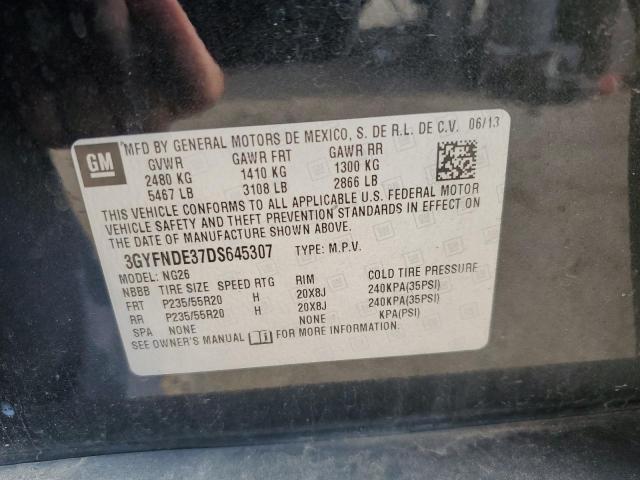 GM
MFD BY GENERAL MOTORS DE MEXICO, S. DE R.L. DE C.V. 06/13
GVWR GAWR FRT GAWR RR
2480 KG 1410 KG 1300 KG
5467 LB 3108 LB 2866 LB
THIS VEHICLE CONFORMS TO ALL APPLICABLE U.S. FEDERAL MOTOR
VEHICLE SAFETY AND THEFT PREVENTION STANDARDS IN EFFECT ON
THE DATE OF MANUFACTURE SHOWN ABOVE.
3GYFNDE37DS645307 TYPE: M.P.V.
MODEL: NG26
NBBB TIRE SIZE SPEED RTG RIM COLD TIRE PRESSURE
FRT P235/55R20 H 20X8J 240KPA(35PSI)
RR P235/55R20 H 20X8J 240KPA(35PSI)
SPA NONE NONE KPA(PSI)
SEE OWNER'S MANUAL FOR MORE INFORMATION.